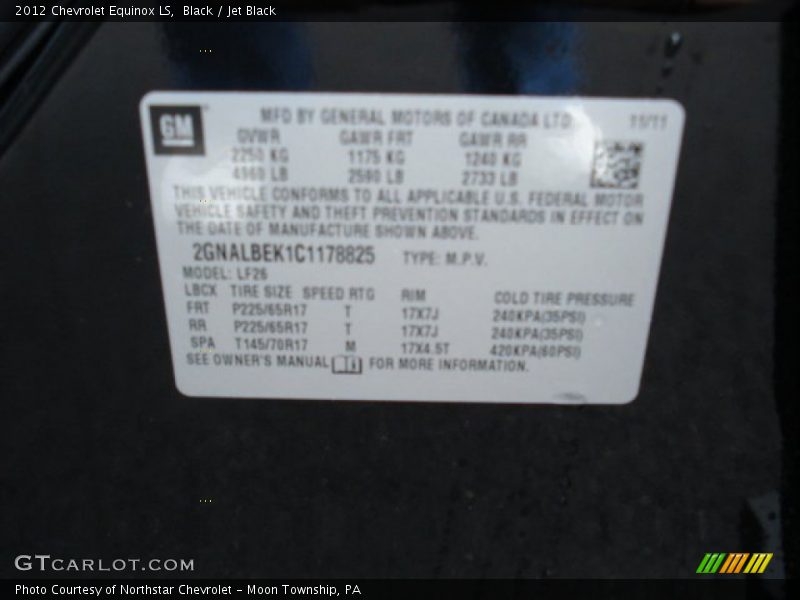 2012 Chevrolet Equinox LS, Black / Jet Black
GM
MFD BY GENERAL MOTORS OF CANADA LTD 11/11
GVWR GAWR FRT GAWR RR
2250 KG 1175 KG 1240 KG
4960 LB 2590 LB 2733 LB
THIS VEHICLE CONFORMS TO ALL APPLICABLE U.S. FEDERAL MOTOR
VEHICLE SAFETY AND THEFT PREVENTION STANDARDS IN EFFECT ON
THE DATE OF MANUFACTURE SHOWN ABOVE.
2GNALBEK1C1178825 TYPE: M.P.V.
MODEL: LF26
LBCX TIRE SIZE SPEED RTG RIM COLD TIRE PRESSURE
FRT P225/65R17 T 17X7J 240KPA(35PSI)
RR P225/65R17 T 17X7J 240KPA(35PSI)
SPA T145/70R17 M 17X4.5T 420KPA(60PSI)
SEE OWNER'S MANUAL FOR MORE INFORMATION.
GTCARLOT.COM
Photo Courtesy of Northstar Chevrolet - Moon Township, PA